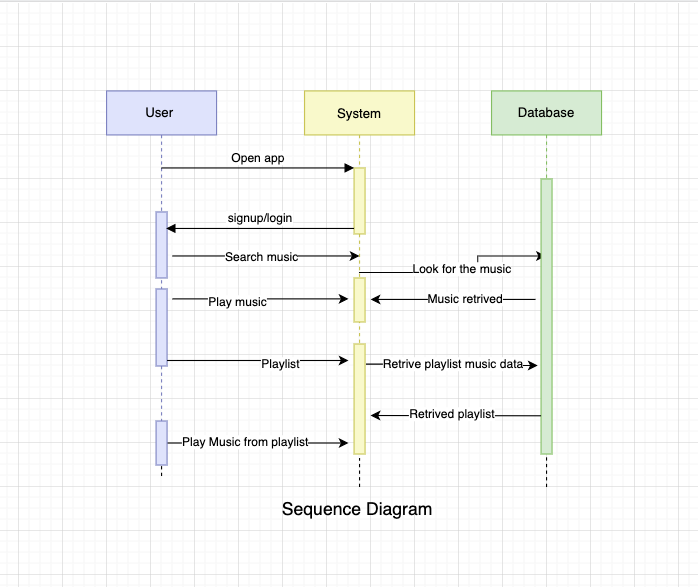 User
System
Database
Open app
signup/login
Search music
Look for the music
Play music
Music retrived
Playlist
Retrive playlist music data
Retrived playlist
Play Music from playlist
Sequence Diagram